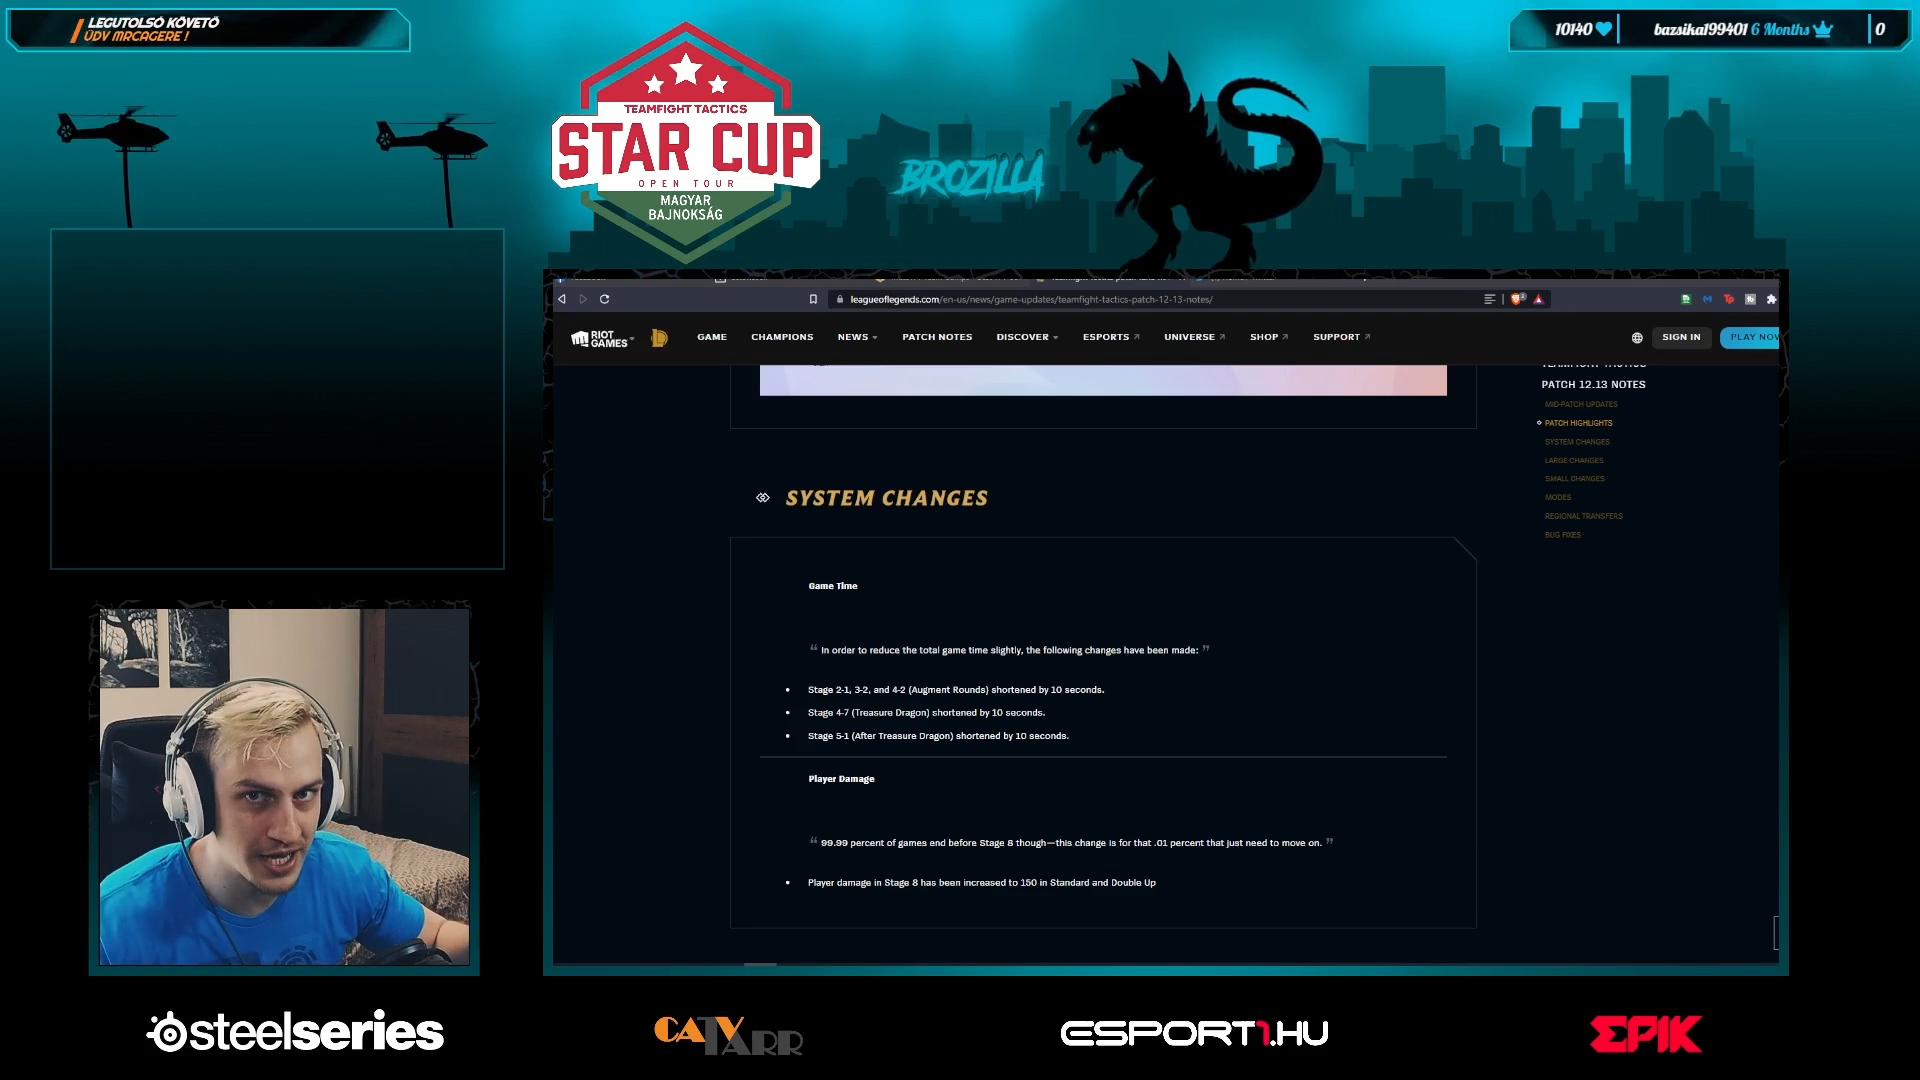 LEGUTOLSÓ KÖVETŐ
ÜDV MRCAGERE !
10140
bazsika199401 6 Months
0
TEAMFIGHT TACTICS
STAR CUP
OPEN TOUR
MAGYAR
BAJNOKSÁG
BROZILLA
leagueoflegends.com/en-us/news/game-updates/teamfight-tactics-patch-12-13-notes/
RIOT GAMES
GAME
CHAMPIONS
NEWS
PATCH NOTES
DISCOVER
ESPORTS
UNIVERSE
SHOP
SUPPORT
SIGN IN
PLAY NOW
TEAMFIGHT TACTICS
PATCH 12.13 NOTES
MID-PATCH UPDATES
PATCH HIGHLIGHTS
SYSTEM CHANGES
LARGE CHANGES
SMALL CHANGES
MODES
REGIONAL TRANSFERS
BUG FIXES
SYSTEM CHANGES
Game Time
“ In order to reduce the total game time slightly, the following changes have been made: ”
• Stage 2-1, 3-2, and 4-2 (Augment Rounds) shortened by 10 seconds.
• Stage 4-7 (Treasure Dragon) shortened by 10 seconds.
• Stage 5-1 (After Treasure Dragon) shortened by 10 seconds.
Player Damage
“ 99.99 percent of games end before Stage 8 though—this change is for that .01 percent that just need to move on. ”
• Player damage in Stage 8 has been increased to 150 in Standard and Double Up
steelseries
CATV
TARR
ESPORT1.HU
EPIK